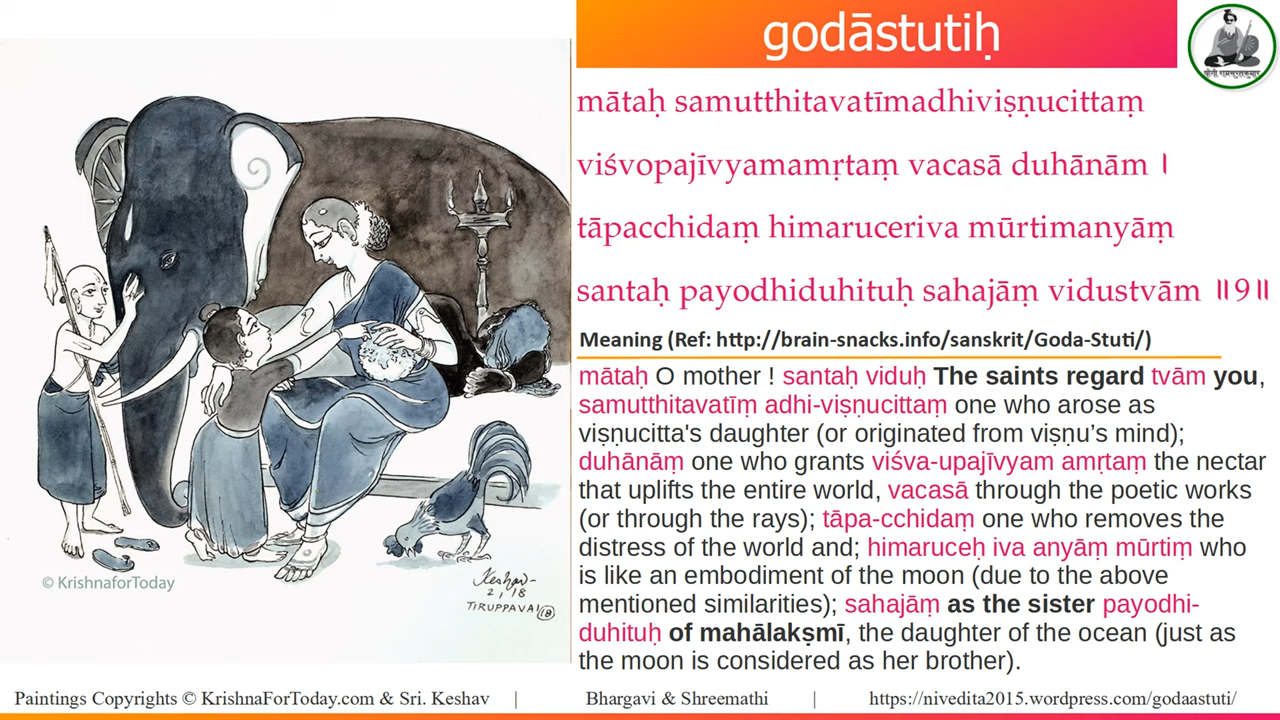 godāstutiḥ
योगी रामसुरतकुमार
mātaḥ samutthitavatīmadhiviṣṇucittaṃ
viśvopajīvyamamṛtaṃ vacasā duhānām ।
tāpacchidaṃ himaruceriva mūrtimanyāṃ
santaḥ payodhiduhituḥ sahajāṃ vidustvām ॥9॥
Meaning (Ref: http://brain-snacks.info/sanskrit/Goda-Stuti/)
mātaḥ O mother ! santaḥ viduḥ The saints regard tvām you,
samutthitavatīṃ adhi-viṣṇucittaṃ one who arose as
viṣṇucitta's daughter (or originated from viṣṇu’s mind);
duhānāṃ one who grants viśva-upajīvyam amṛtaṃ the nectar
that uplifts the entire world, vacasā through the poetic works
(or through the rays); tāpa-cchidaṃ one who removes the
distress of the world and; himaruceḥ iva anyāṃ mūrtiṃ who
is like an embodiment of the moon (due to the above
mentioned similarities); sahajāṃ as the sister payodhi-
duhituḥ of mahālakṣmī, the daughter of the ocean (just as
the moon is considered as her brother).
© KrishnaforToday
Keshav-
2, 18
TIRUPPAVAI 18
Paintings Copyrights © KrishnaForToday.com & Sri. Keshav | Bhargavi & Shreemathi | https://nivedita2015.wordpress.com/godaastuti/